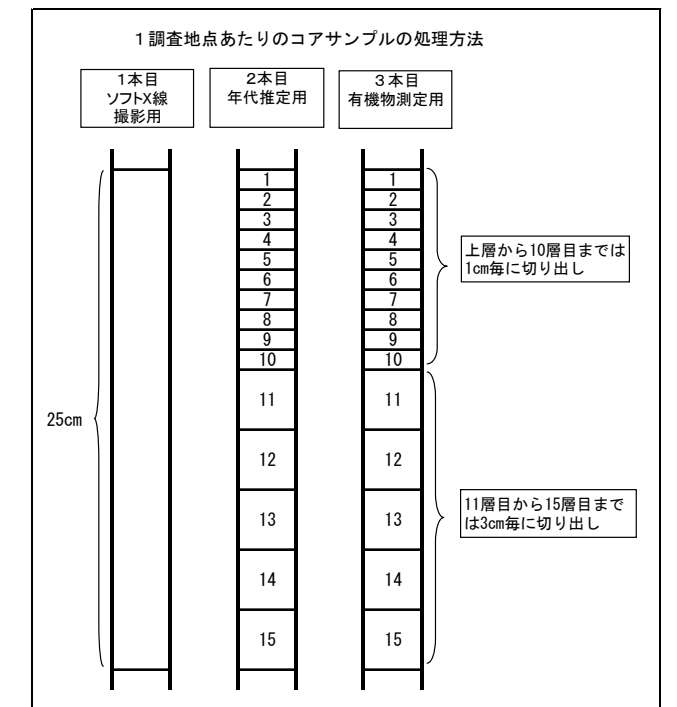 １調査地点あたりのコアサンプルの処理方法
1本目
ソフトX線
撮影用
2本目
年代推定用
３本目
有機物測定用
25cm
1
2
3
4
5
6
7
8
9
10
11
12
13
14
15
1
2
3
4
5
6
7
8
9
10
11
12
13
14
15
上層から10層目までは
1cm毎に切り出し
11層目から15層目まで
は3cm毎に切り出し